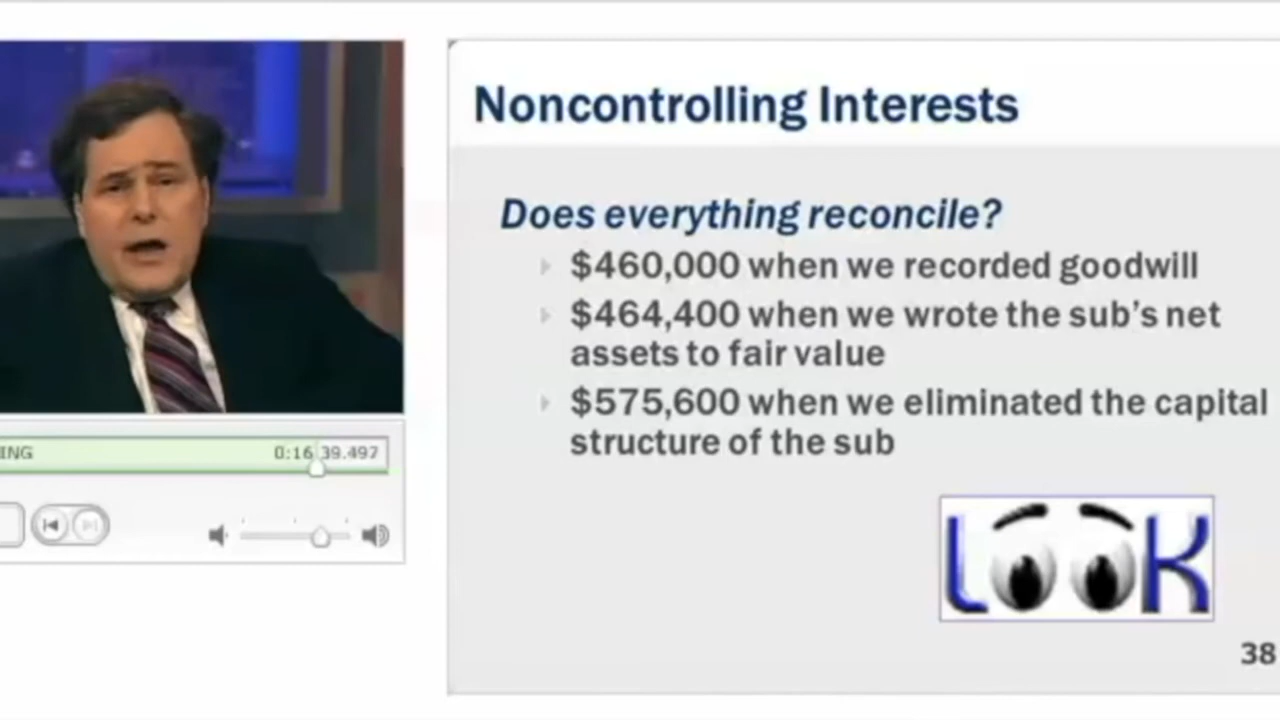 Noncontrolling Interests
Does everything reconcile?
$460,000 when we recorded goodwill
$464,400 when we wrote the sub's net
assets to fair value
$575,600 when we eliminated the capital
structure of the sub
LOOK
38
ING
0:16:39.497